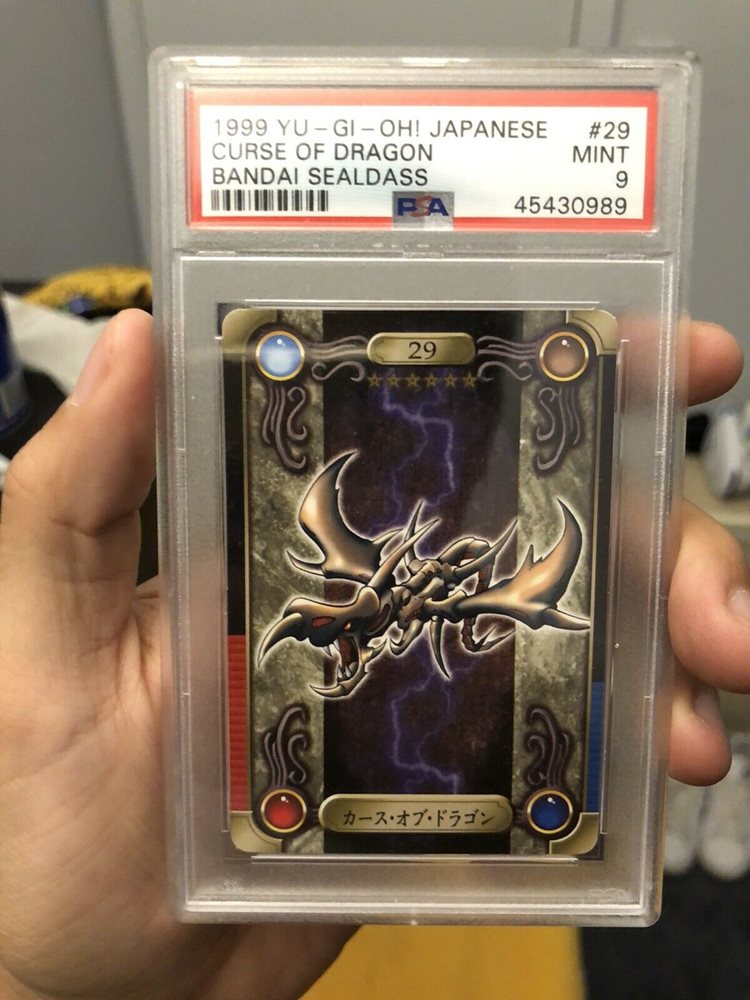 1999 YU-GI-OH! JAPANESE #29
CURSE OF DRAGON MINT
BANDAI SEALDASS 9
PSA 45430989
29
カース・オブ・ドラゴン